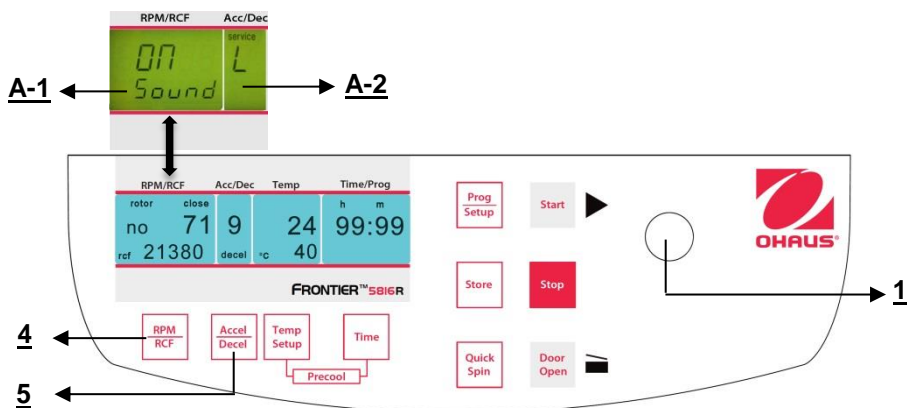 RPM/RCF Acc/Dec
service
ON L
A-1 Sound A-2
RPM/RCF Acc/Dec Temp Time/Prog
rotor close h m
no 71 9 24 99:99
rcf 21380 decel °C 40
FRONTIER™5816R
Prog
Setup
Start
OHAUS®
Store
Stop
1
4
RPM
RCF
Accel
Decel
Temp
Setup
Time
Precool
Quick
Spin
Door
Open
5